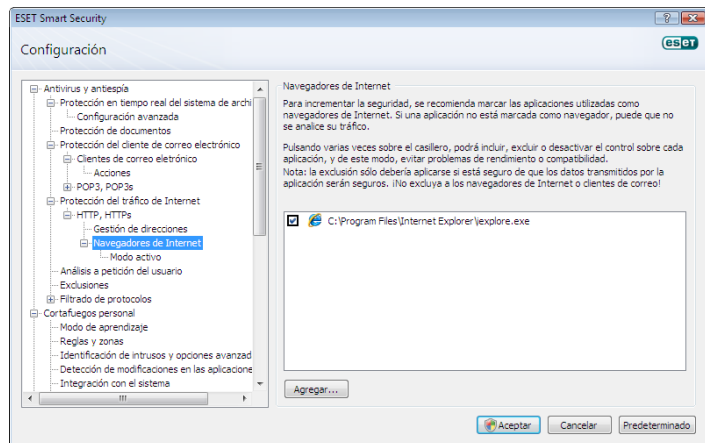 ESET Smart Security
Configuración
eset
Antivirus y antiespía
Protección en tiempo real del sistema de archi
Configuración avanzada
Protección de documentos
Protección del cliente de correo electrónico
Clientes de correo eletrónico
Acciones
POP3, POP3s
Protección del tráfico de Internet
HTTP, HTTPs
Gestión de direcciones
Navegadores de Internet
Modo activo
Análisis a petición del usuario
Exclusiones
Filtrado de protocolos
Cortafuegos personal
Modo de aprendizaje
Reglas y zonas
Identificación de intrusos y opciones avanzad
Detección de modificaciones en las aplicacione
Integración con el sistema
Navegadores de Internet
Para incrementar la seguridad, se recomienda marcar las aplicaciones utilizadas como
navegadores de Internet. Si una aplicación no está marcada como navegador, puede que no
se analice su tráfico.
Pulsando varias veces sobre el casillero, podrá incluir, excluir o desactivar el control sobre cada
aplicación, y de este modo, evitar problemas de rendimiento o compatibilidad.
Nota: la exclusión sólo debería aplicarse si está seguro de que los datos transmitidos por la
aplicación serán seguros. ¡No excluya a los navegadores de Internet o clientes de correo!
C:\Program Files\Internet Explorer\iexplore.exe
Agregar...
Aceptar
Cancelar
Predeterminado